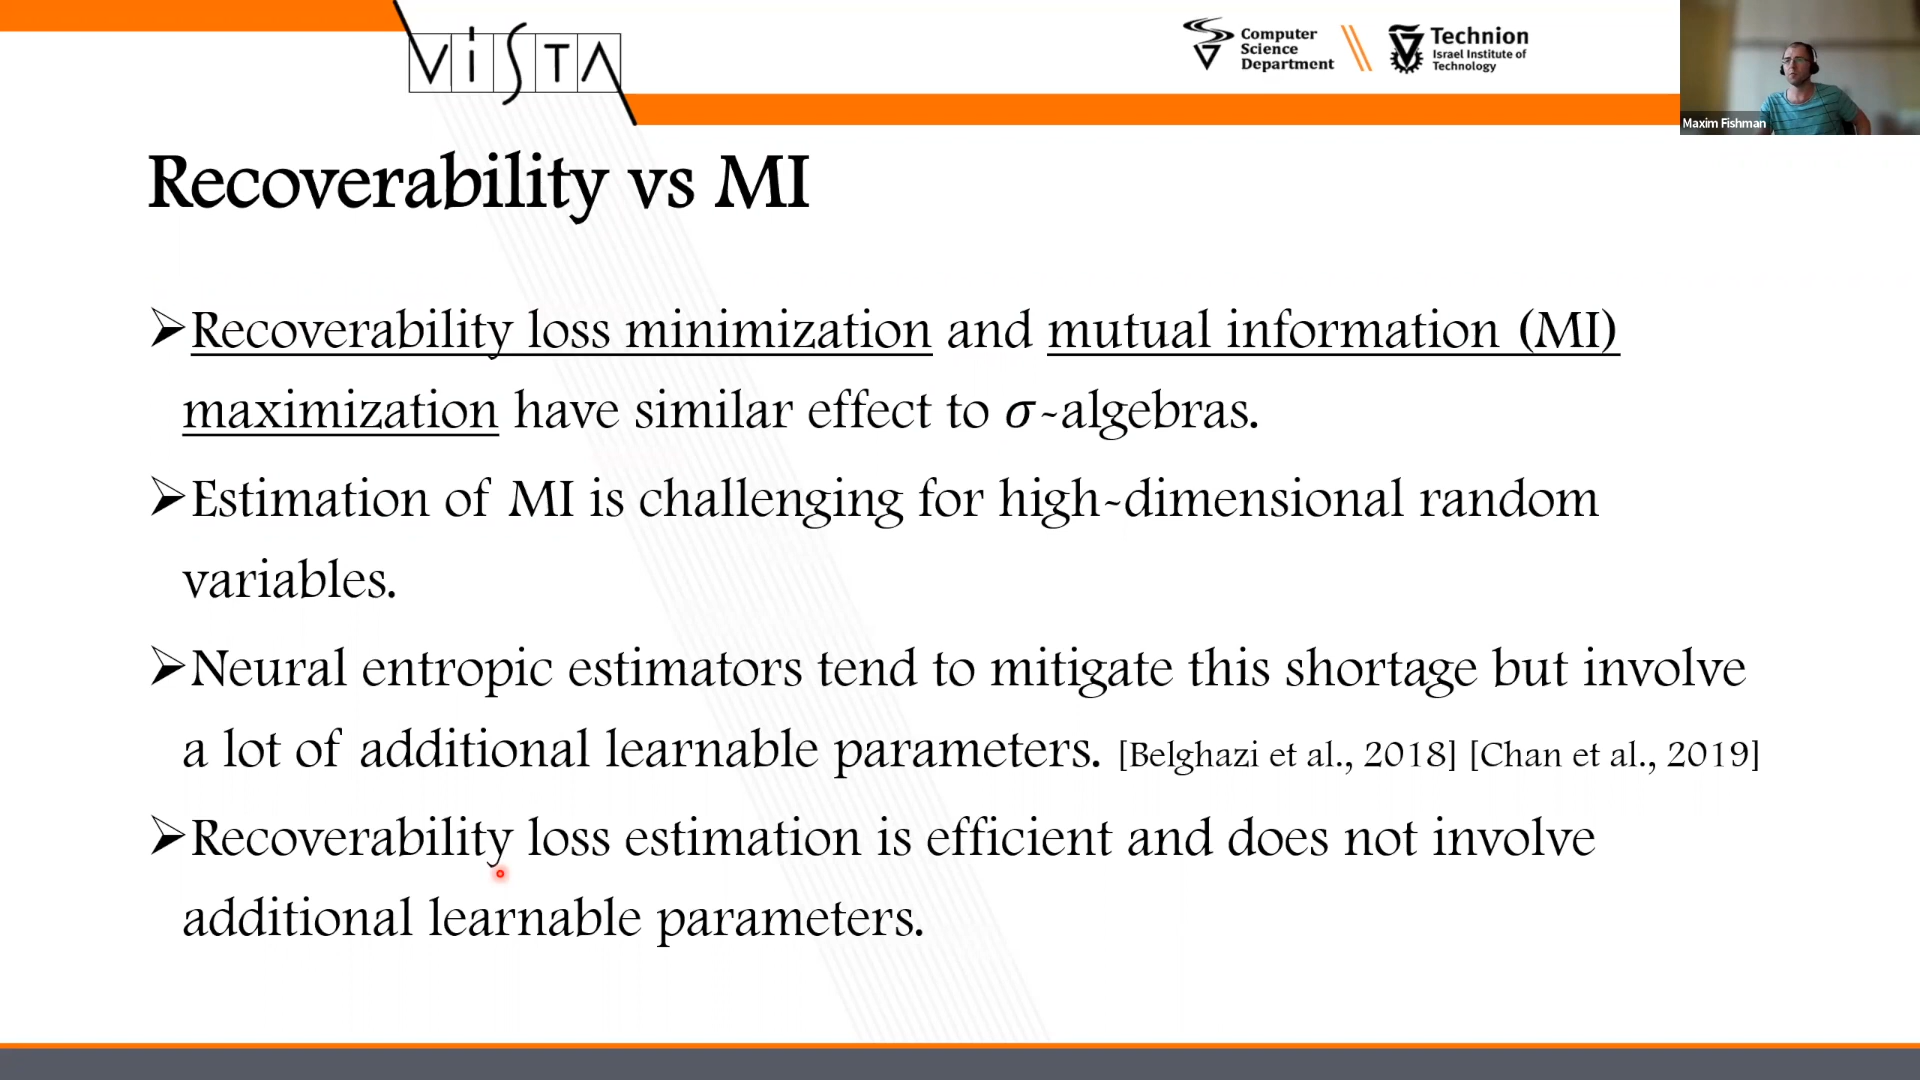 ViSTA
Computer
Science
Department
Technion
Israel Institute of
Technology
Maxim Fishman
Recoverability vs MI
➢Recoverability loss minimization and mutual information (MI)
maximization have similar effect to σ-algebras.
➢Estimation of MI is challenging for high-dimensional random
variables.
➢Neural entropic estimators tend to mitigate this shortage but involve
a lot of additional learnable parameters. [Belghazi et al., 2018] [Chan et al., 2019]
➢Recoverability loss estimation is efficient and does not involve
additional learnable parameters.